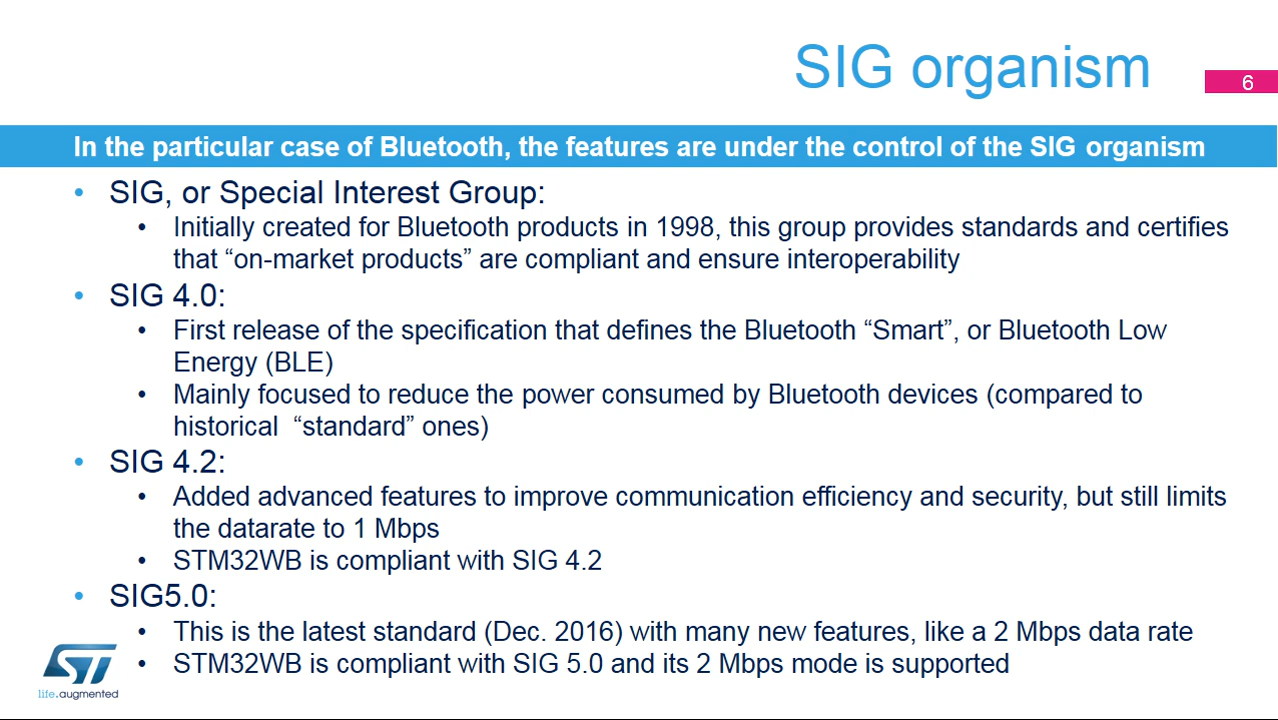 SIG organism
6
In the particular case of Bluetooth, the features are under the control of the SIG organism
• SIG, or Special Interest Group:
• Initially created for Bluetooth products in 1998, this group provides standards and certifies
that “on-market products” are compliant and ensure interoperability
• SIG 4.0:
• First release of the specification that defines the Bluetooth “Smart”, or Bluetooth Low
Energy (BLE)
• Mainly focused to reduce the power consumed by Bluetooth devices (compared to
historical “standard” ones)
• SIG 4.2:
• Added advanced features to improve communication efficiency and security, but still limits
the datarate to 1 Mbps
• STM32WB is compliant with SIG 4.2
• SIG5.0:
• This is the latest standard (Dec. 2016) with many new features, like a 2 Mbps data rate
• STM32WB is compliant with SIG 5.0 and its 2 Mbps mode is supported
ST
life.augmented